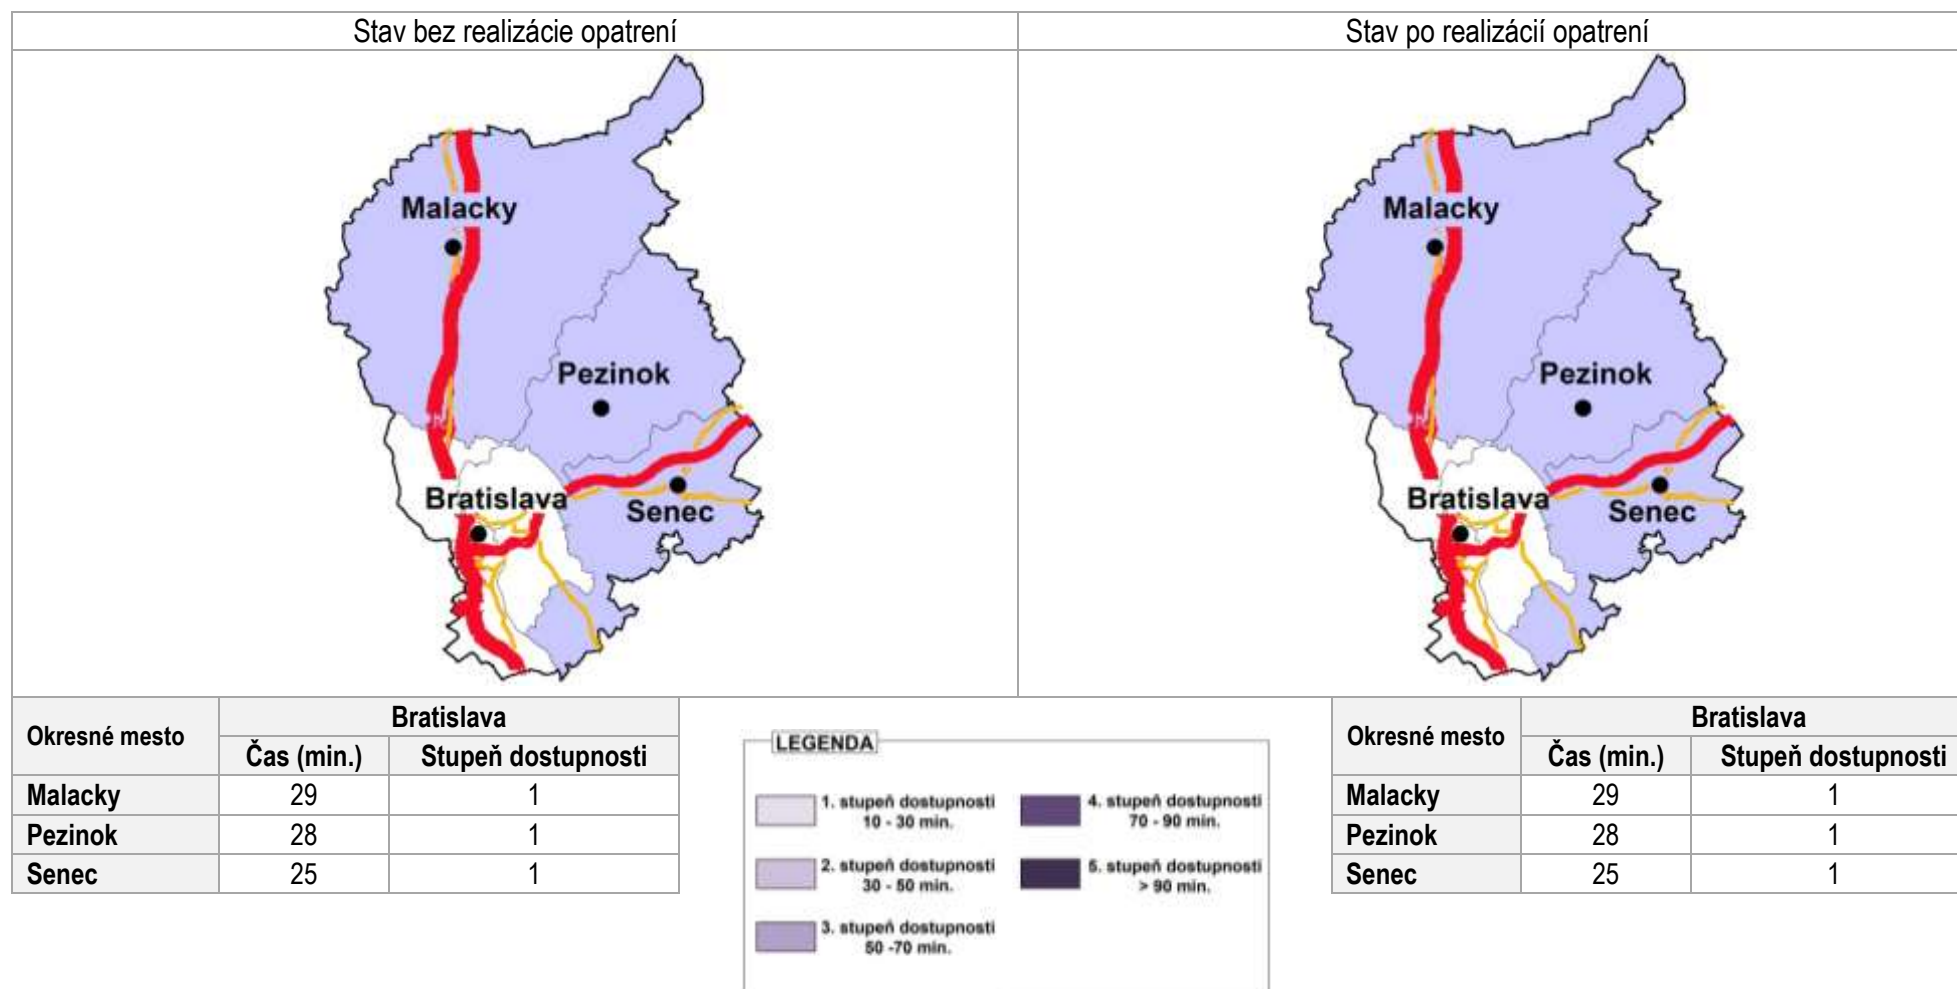 Stav bez realizácie opatrení
Stav po realizácií opatrení
Malacky
Pezinok
Bratislava
Senec
Malacky
Pezinok
Bratislava
Senec
Okresné mesto
Bratislava
Čas (min.) Stupeň dostupnosti
Malacky 29 1
Pezinok 28 1
Senec 25 1
LEGENDA
1. stupeň dostupnosti
10 - 30 min.
2. stupeň dostupnosti
30 - 50 min.
3. stupeň dostupnosti
50 -70 min.
4. stupeň dostupnosti
70 - 90 min.
5. stupeň dostupnosti
> 90 min.
Okresné mesto
Bratislava
Čas (min.) Stupeň dostupnosti
Malacky 29 1
Pezinok 28 1
Senec 25 1